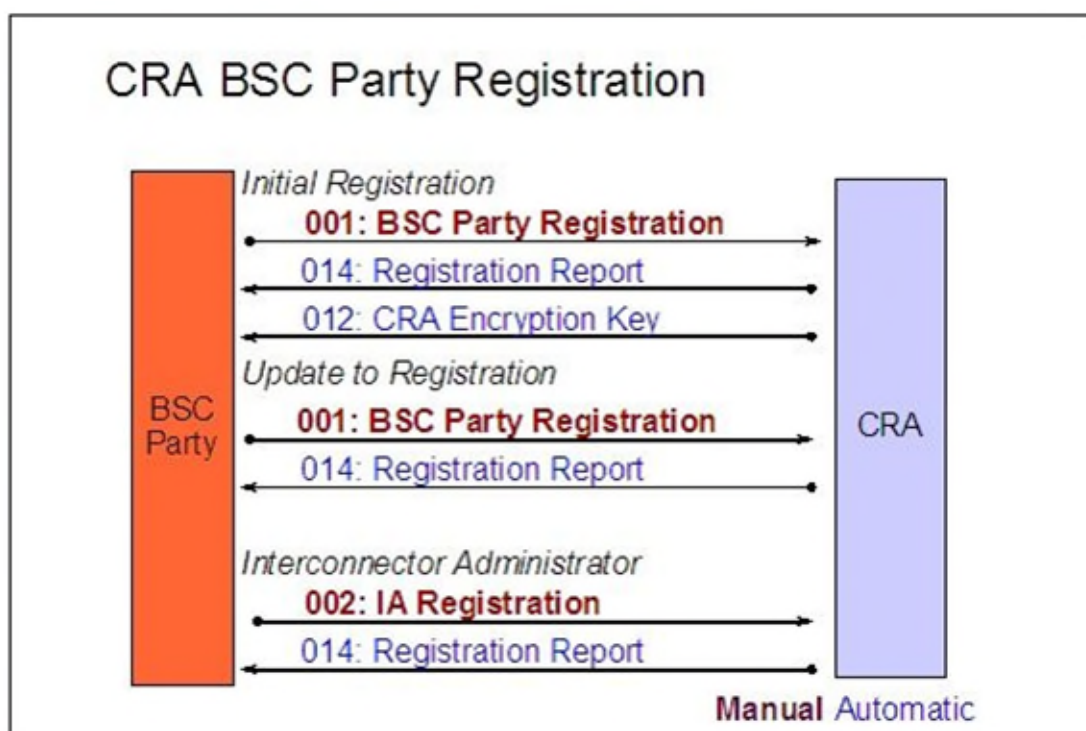 CRA BSC Party Registration
Initial Registration
001: BSC Party Registration
014: Registration Report
012: CRA Encryption Key
Update to Registration
BSC
Party
001: BSC Party Registration
CRA
014: Registration Report
Interconnector Administrator
002: IA Registration
014: Registration Report
Manual Automatic